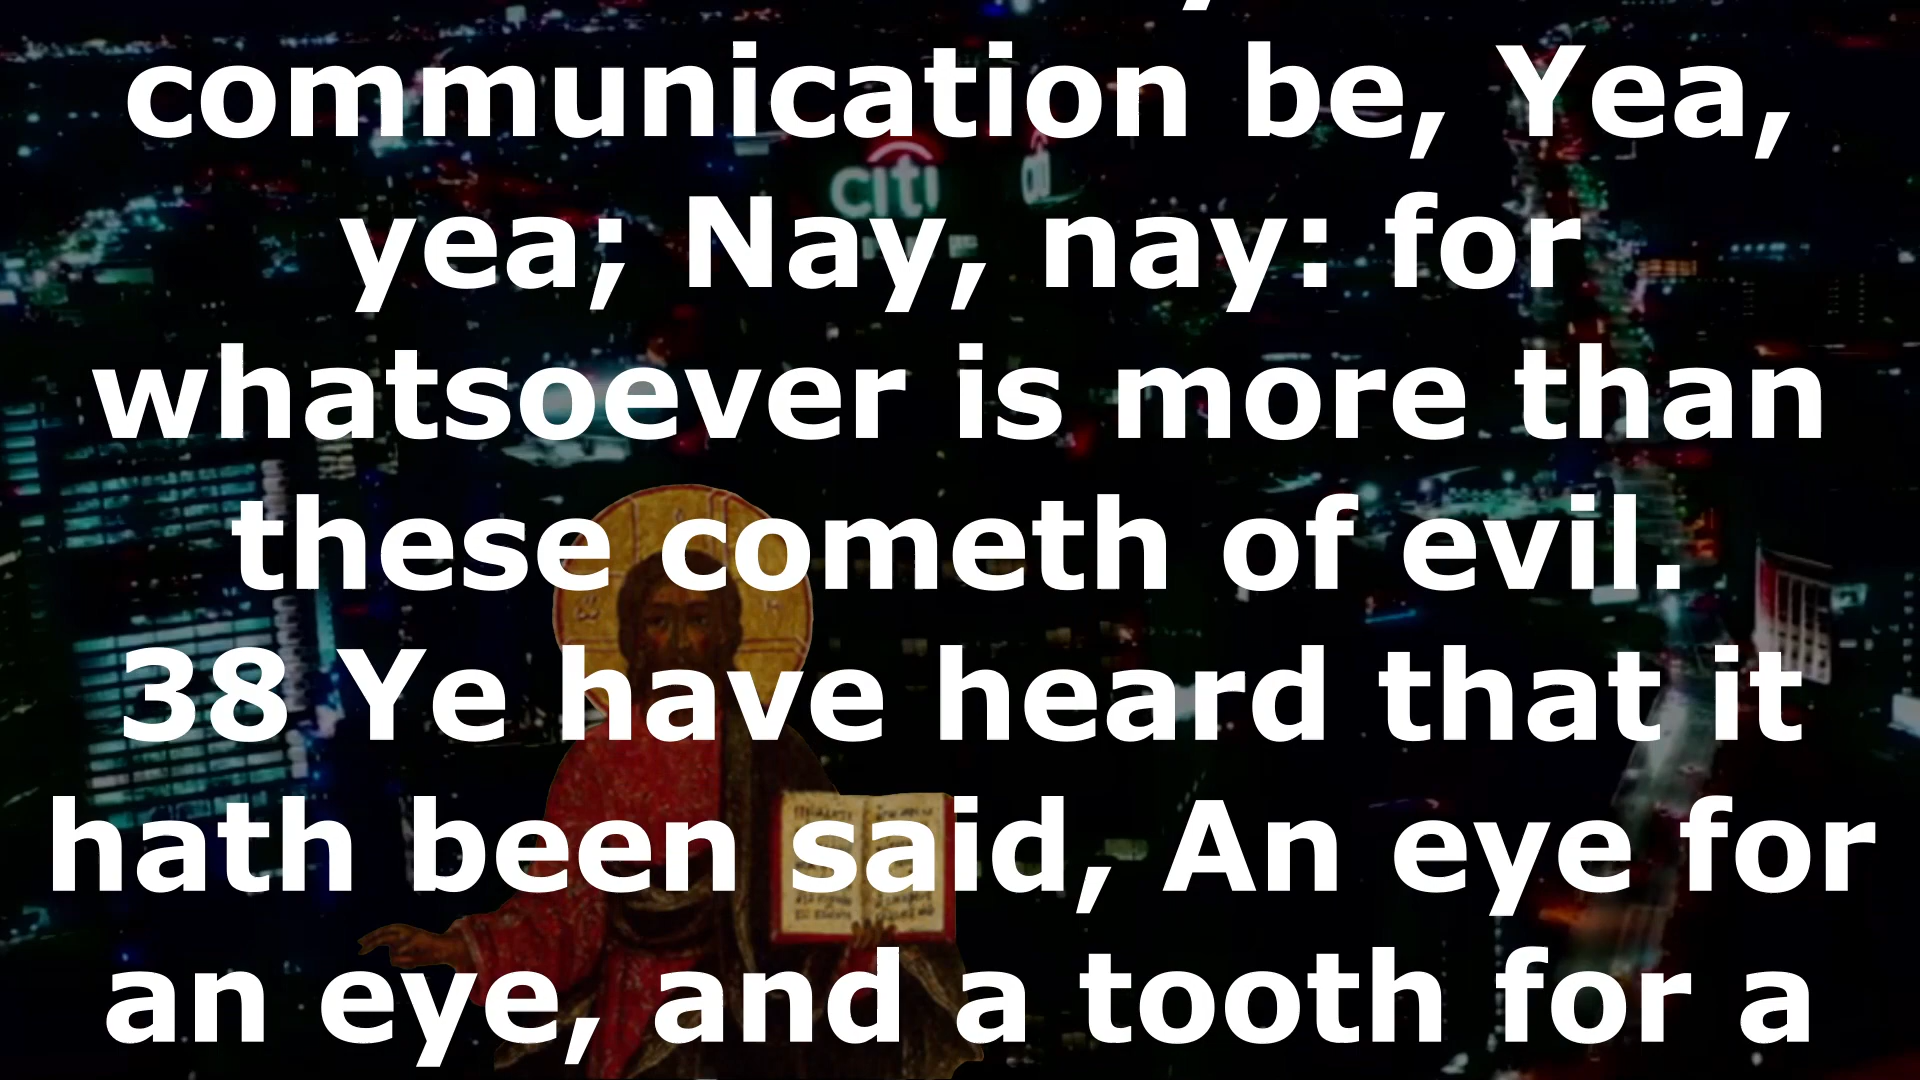 communication be, Yea,
citi
yea; Nay, nay: for
whatsoever is more than
these cometh of evil.
38 Ye have heard that it
hath been said, An eye for
an eye, and a tooth for a